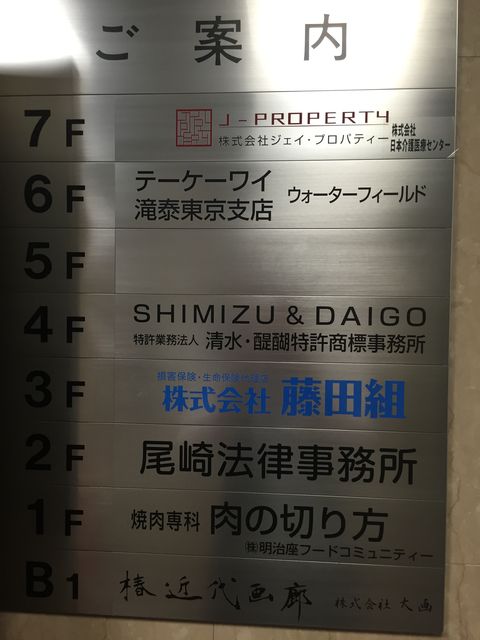 ご案内
7F
J-PROPERTY
株式会社ジェイ・プロパティー
株式会社
日本介護医療センター
6F
テーケーワイ
滝泰東京支店
ウォーターフィールド
5F
4F
SHIMIZU & DAIGO
特許業務法人 清水・醍醐特許商標事務所
3F
損害保険・生命保険代理店
株式会社 藤田組
2F
尾崎法律事務所
1F
焼肉専科 肉の切り方
㈱明治座フードコミュニティー
B1
椿近代画廊 株式会社 大画